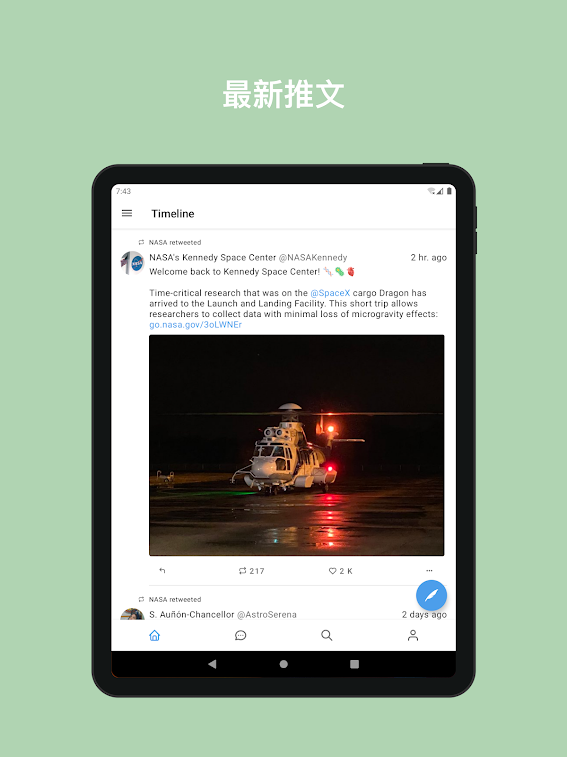 最新推文
7:43
Timeline
NASA retweeted
NASA's Kennedy Space Center @NASAKennedy 2 hr. ago
Welcome back to Kennedy Space Center!
Time-critical research that was on the @SpaceX cargo Dragon has
arrived to the Launch and Landing Facility. This short trip allows
researchers to collect data with minimal loss of microgravity effects:
go.nasa.gov/3oLWNEr
217
2 K
NASA retweeted
S. Auñón-Chancellor @AstroSerena 2 days ago